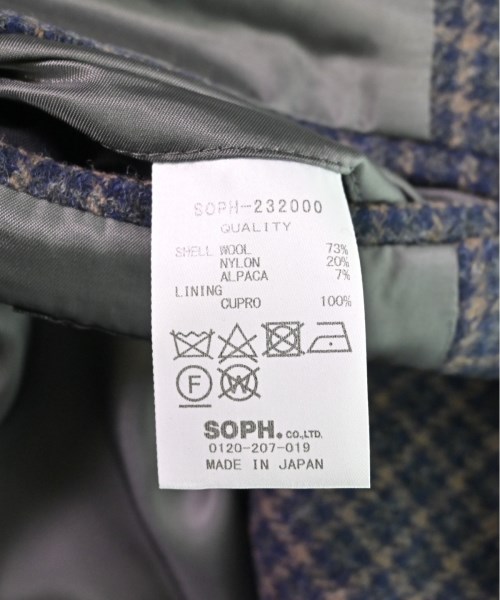 SOPH-232000
QUALITY
SHELL WOOL 73%
NYLON 20%
ALPACA 7%
LINING
CUPRO 100%
F W
SOPH. CO.,LTD.
0120-207-019
MADE IN JAPAN